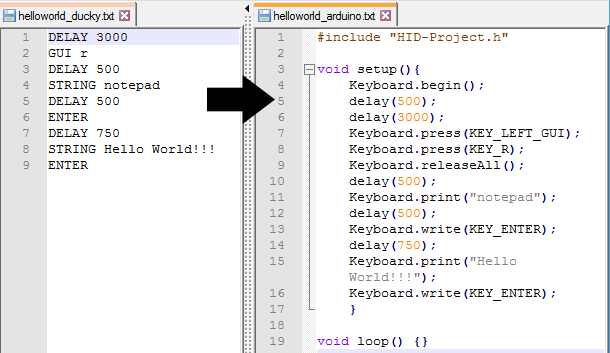 helloworld_ducky.txt
1 DELAY 3000
2 GUI r
3 DELAY 500
4 STRING notepad
5 DELAY 500
6 ENTER
7 DELAY 750
8 STRING Hello World!!!
9 ENTER
helloworld_arduino.txt
1 #include "HID-Project.h"
2
3 void setup(){
4 Keyboard.begin();
5 delay(500);
6 delay(3000);
7 Keyboard.press(KEY_LEFT_GUI);
8 Keyboard.press(KEY_R);
9 Keyboard.releaseAll();
10 delay(500);
11 Keyboard.print("notepad");
12 delay(500);
13 Keyboard.write(KEY_ENTER);
14 delay(750);
15 Keyboard.print("Hello
World!!!");
16 Keyboard.write(KEY_ENTER);
17 }
18
19 void loop() {}